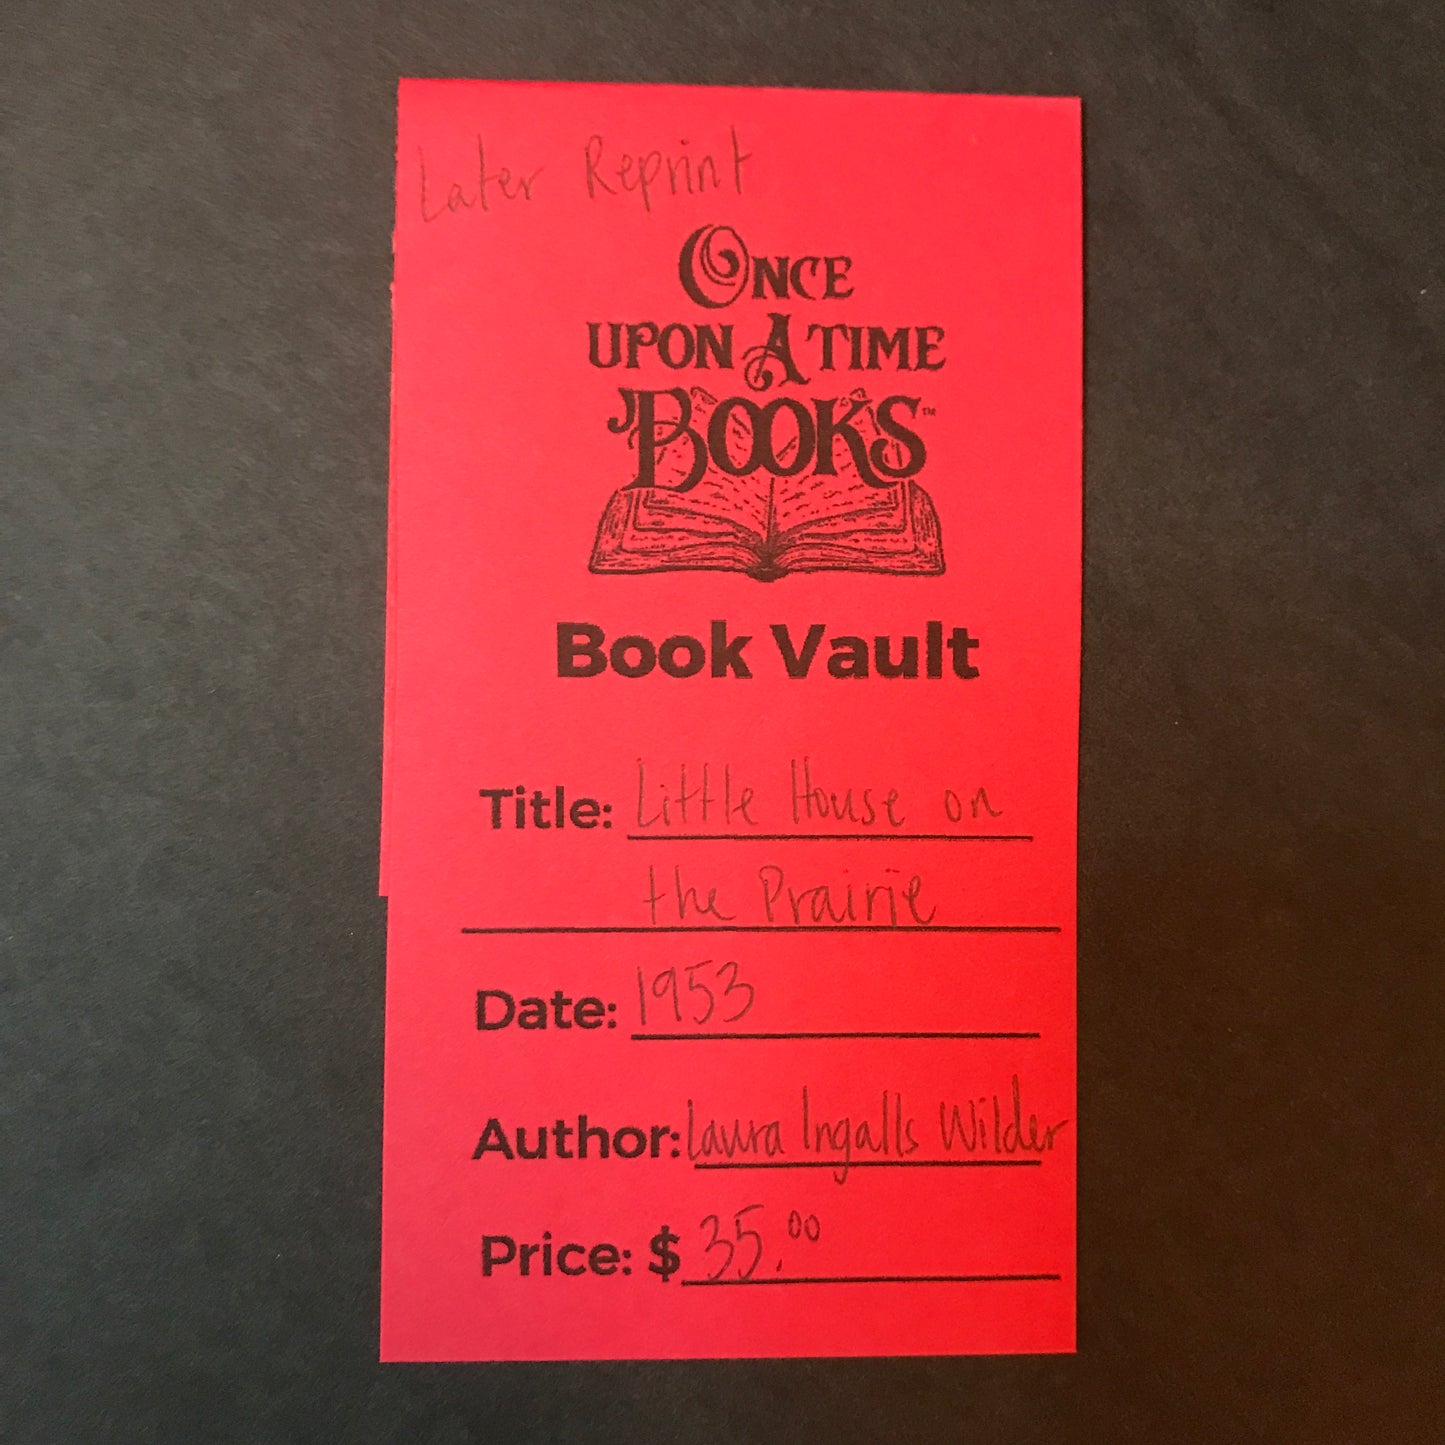 Later Reprint
ONCE
UPON A TIME
BOOKS™
Book Vault
Title: Little House on
the Prairie
Date: 1953
Author: Laura Ingalls Wilder
Price: $ 35.00